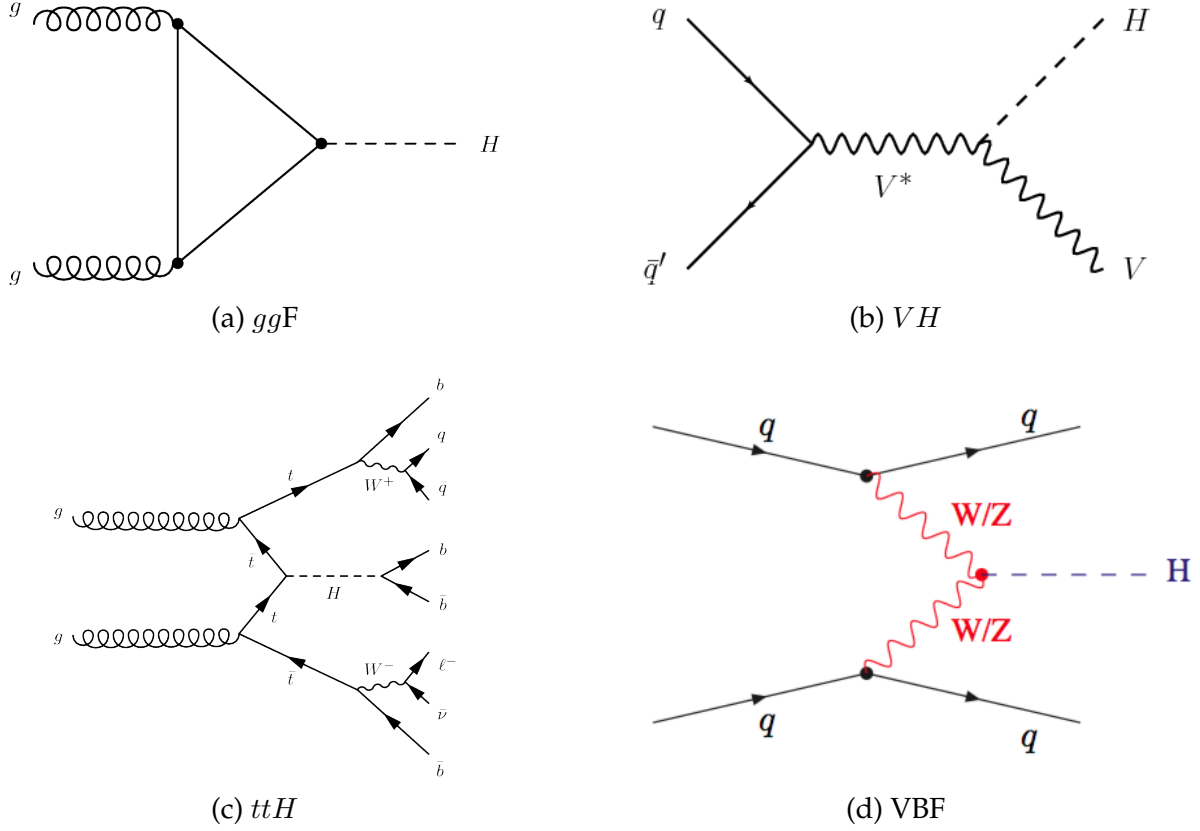 g
H
g
(a) ggF
q
H
V*
q̄′
V
(b) VH
b
q
t
W⁺
q̄
g
t̄
b
H
b̄
t
g
W⁻
ℓ⁻
t̄
ν̄
b̄
(c) ttH
q
q
W/Z
H
W/Z
q
q
(d) VBF